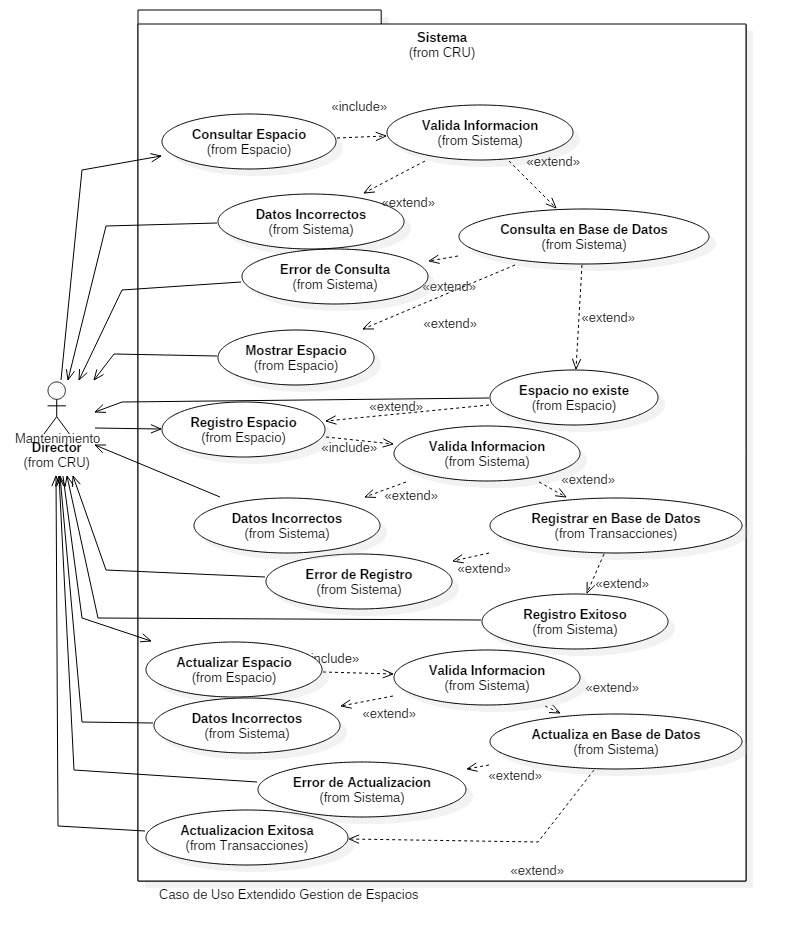 Sistema
(from CRU)
«include»
Consultar Espacio
(from Espacio)
Valida Informacion
(from Sistema)
«extend»
«extend»
Datos Incorrectos
(from Sistema)
Consulta en Base de Datos
(from Sistema)
Error de Consulta
(from Sistema)
«extend»
«extend»
«extend»
Mostrar Espacio
(from Espacio)
Espacio no existe
(from Espacio)
«extend»
Registro Espacio
(from Espacio)
Mantenimiento
Director
(from CRU)
«include»
Valida Informacion
(from Sistema)
«extend»
«extend»
Datos Incorrectos
(from Sistema)
Registrar en Base de Datos
(from Transacciones)
«extend»
Error de Registro
(from Sistema)
«extend»
Registro Exitoso
(from Sistema)
Actualizar Espacio
(from Espacio)
include»
Valida Informacion
(from Sistema)
«extend»
«extend»
Datos Incorrectos
(from Sistema)
Actualiza en Base de Datos
(from Sistema)
«extend»
Error de Actualizacion
(from Sistema)
Actualizacion Exitosa
(from Transacciones)
«extend»
Caso de Uso Extendido Gestion de Espacios